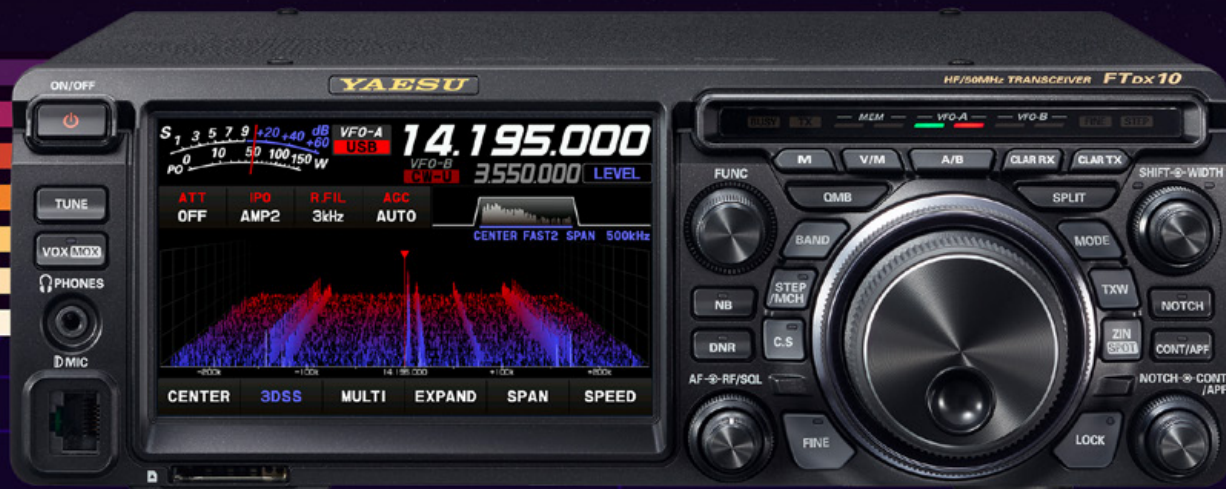 ON/OFF
YAESU
HF/50MHz TRANSCEIVER FTDX10
S 1 3 5 7 9 +20 +40 +60 dB
PO 0 10 50 100 150 W
VFO-A
USB
14.195.000
VFO-B
CW-U
3.550.000
LEVEL
ATT IPO R.FIL AGC
OFF AMP2 3kHz AUTO
CENTER FAST2 SPAN 500kHz
-200k -100k 14.195.000 +100k +200k
CENTER 3DSS MULTI EXPAND SPAN SPEED
TUNE
VOX MOX
PHONES
MIC
BUSY TX MEM VFO-A VFO-B FINE STEP
M V/M A/B CLAR RX CLAR TX
FUNC
QMB SPLIT
SHIFT WIDTH
BAND MODE
STEP/MCH TXW
NB NOTCH
DNR C.S ZIN SPOT CONT/APF
AF RF/SQL
NOTCH CONT/APF
FINE LOCK